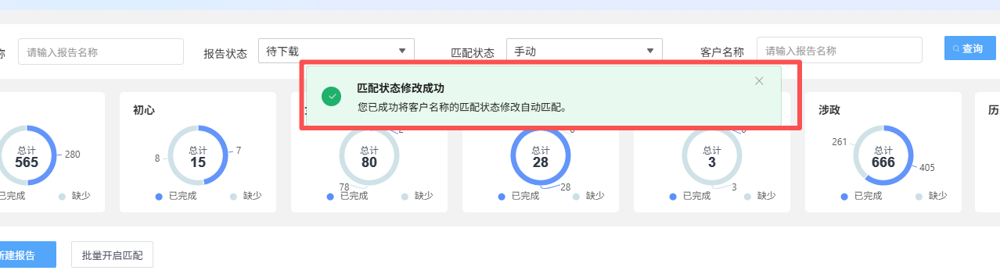 称 请输入报告名称 报告状态 待下载 匹配状态 手动 客户名称 请输入报告名称 查询
匹配状态修改成功
您已成功将客户名称的匹配状态修改自动匹配。
初心 涉政 历
总计 565 280
已完成 缺少
总计 15 8 7
已完成 缺少
总计 80 78
已完成 缺少
总计 28 28
已完成 缺少
总计 3 3
已完成 缺少
总计 666 261 405
已完成 缺少
新建报告 批量开启匹配